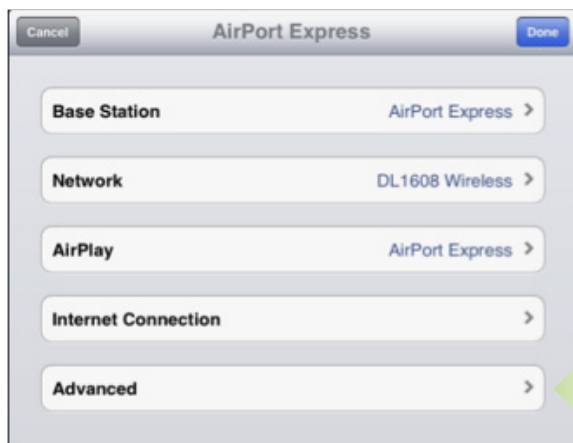 Cancel AirPort Express Done
Base Station AirPort Express >
Network DL1608 Wireless >
AirPlay AirPort Express >
Internet Connection >
Advanced >